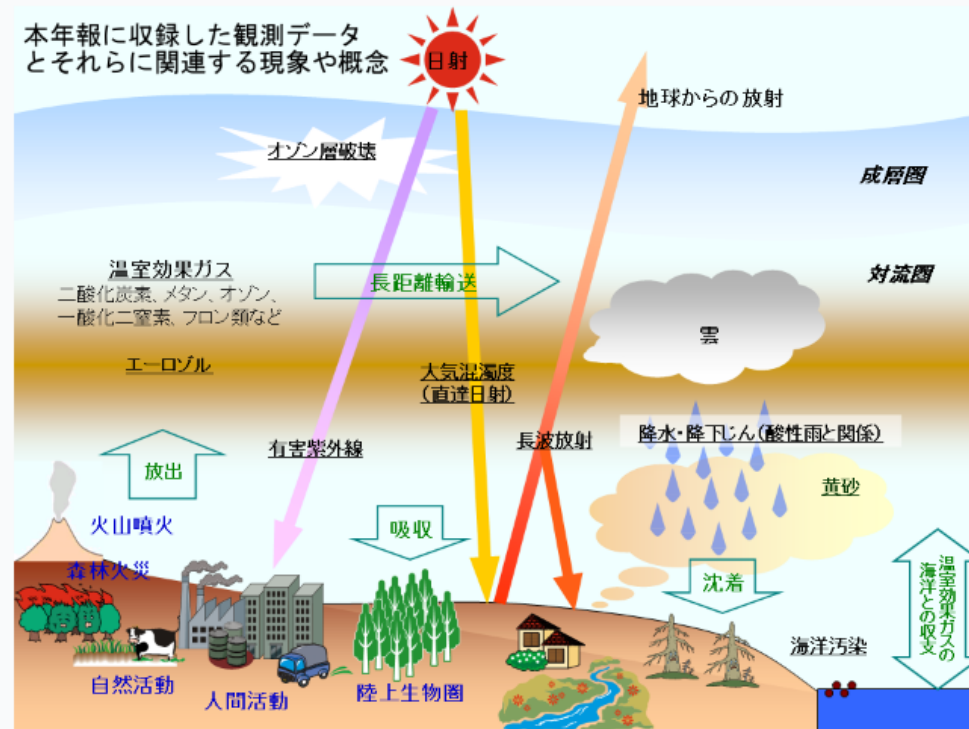 本年報に収録した観測データ
とそれらに関連する現象や概念
日射
地球からの放射
オゾン層破壊
成層圏
温室効果ガス
二酸化炭素、メタン、オゾン、
一酸化二窒素、フロン類など
長距離輸送
対流圏
雲
エーロゾル
大気混濁度
(直達日射)
有害紫外線
長波放射
降水・降下じん(酸性雨と関係)
放出
黄砂
火山噴火
吸収
森林火災
沈着
温室効果ガスの
海洋との収支
海洋汚染
自然活動
人間活動
陸上生物圏